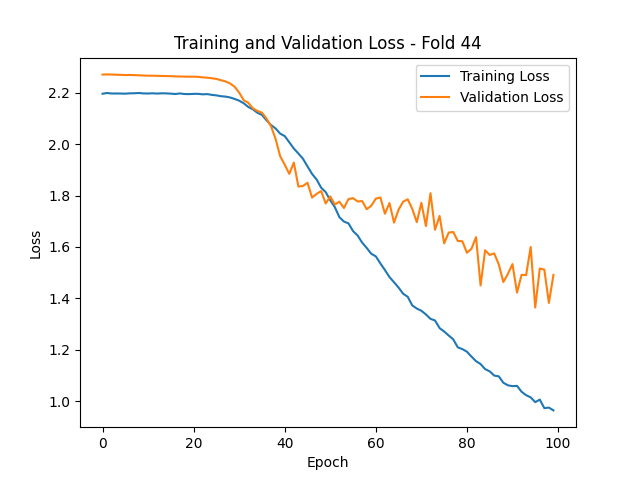 Training and Validation Loss - Fold 44
Training Loss
Validation Loss
Loss
2.2
2.0
1.8
1.6
1.4
1.2
1.0
0 20 40 60 80 100
Epoch